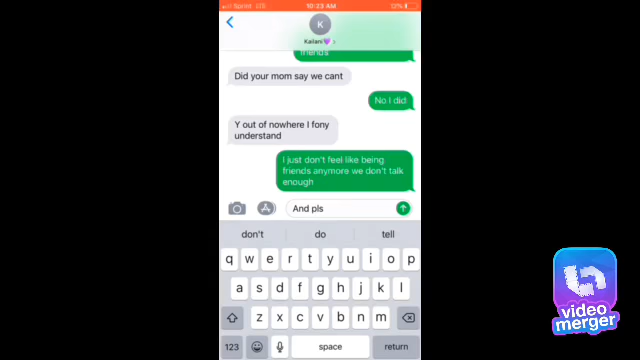 Sprint LTE
10:23 AM
12%
K
Kailani💜 >
friends
Did your mom say we cant
No I did
Y out of nowhere I fony
understand
I just don't feel like being
friends anymore we don't talk
enough
And pls
don't do tell
q w e r t y u i o p
a s d f g h j k l
z x c v b n m
123 space return
video
merger